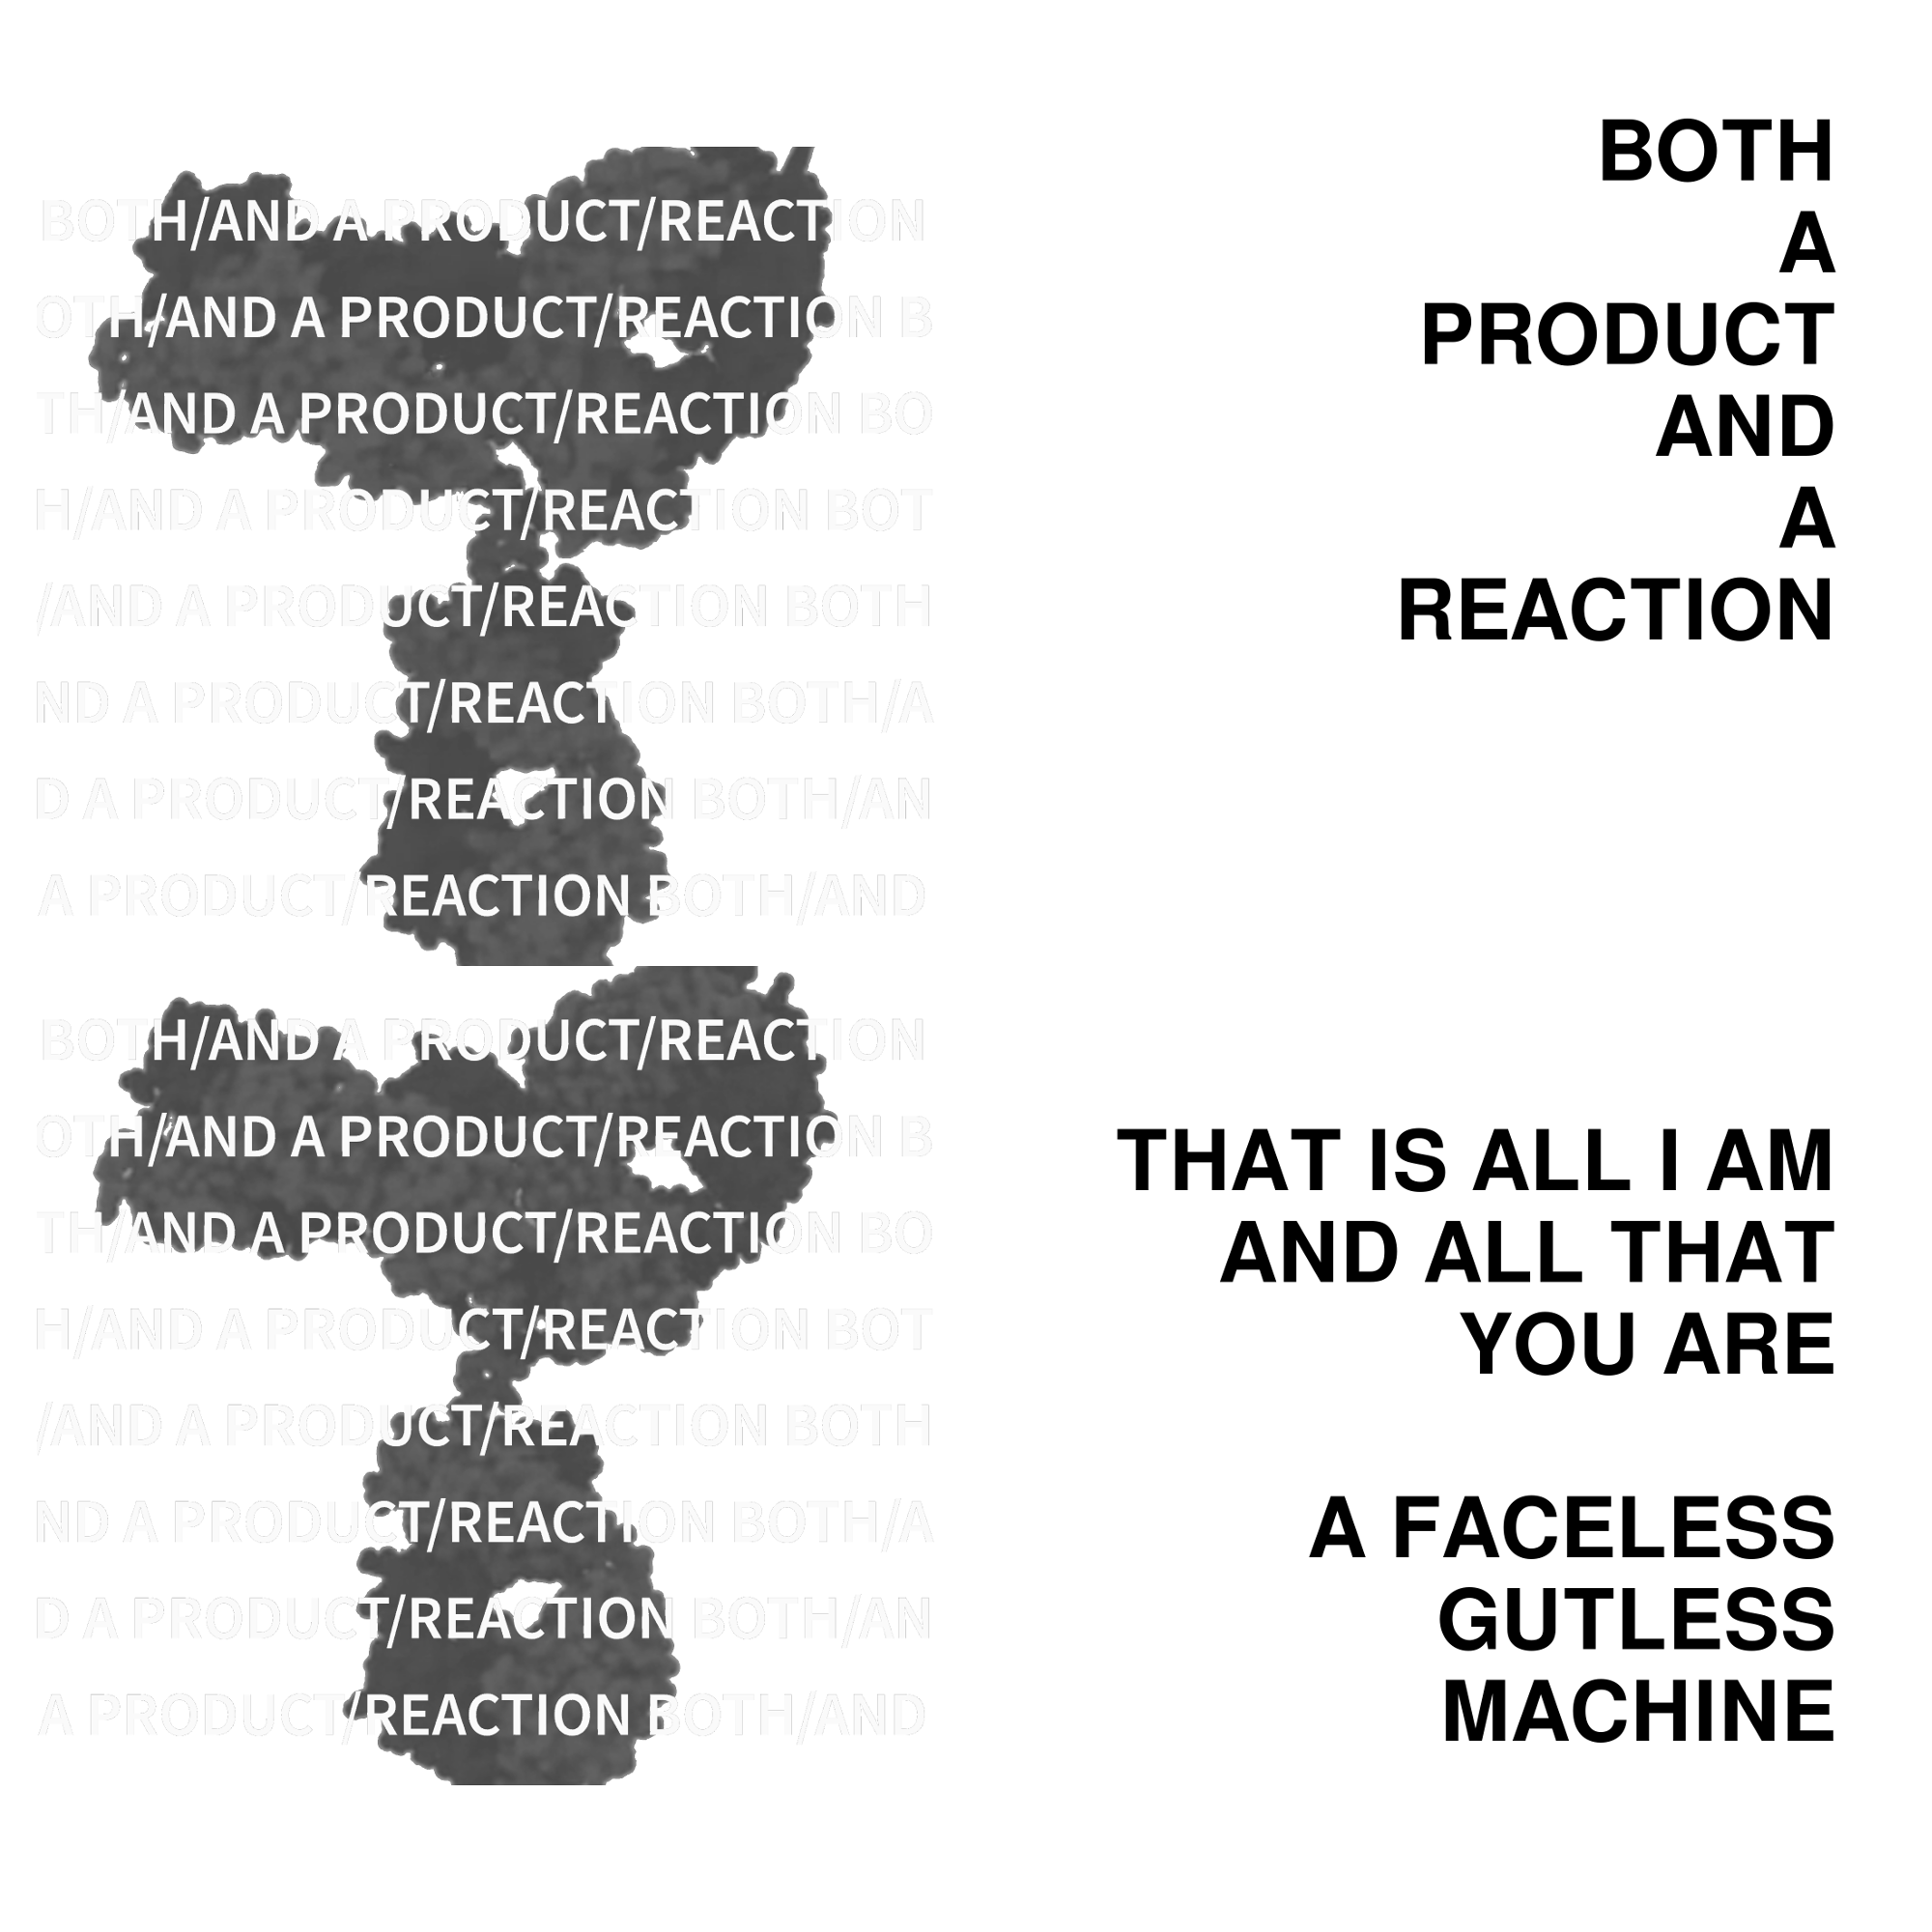 BOTH/AND A PRODUCT/REACTION
OTH/AND A PRODUCT/REACTION B
TH/AND A PRODUCT/REACTION BO
H/AND A PRODUCT/REACTION BOT
/AND A PRODUCT/REACTION BOTH
ND A PRODUCT/REACTION BOTH/A
D A PRODUCT/REACTION BOTH/AN
A PRODUCT/REACTION BOTH/AND
BOTH/AND A PRODUCT/REACTION
OTH/AND A PRODUCT/REACTION B
TH/AND A PRODUCT/REACTION BO
H/AND A PRODUCT/REACTION BOT
/AND A PRODUCT/REACTION BOTH
ND A PRODUCT/REACTION BOTH/A
D A PRODUCT/REACTION BOTH/AN
A PRODUCT/REACTION BOTH/AND
BOTH
A
PRODUCT
AND
A
REACTION
THAT IS ALL I AM
AND ALL THAT
YOU ARE
A FACELESS
GUTLESS
MACHINE